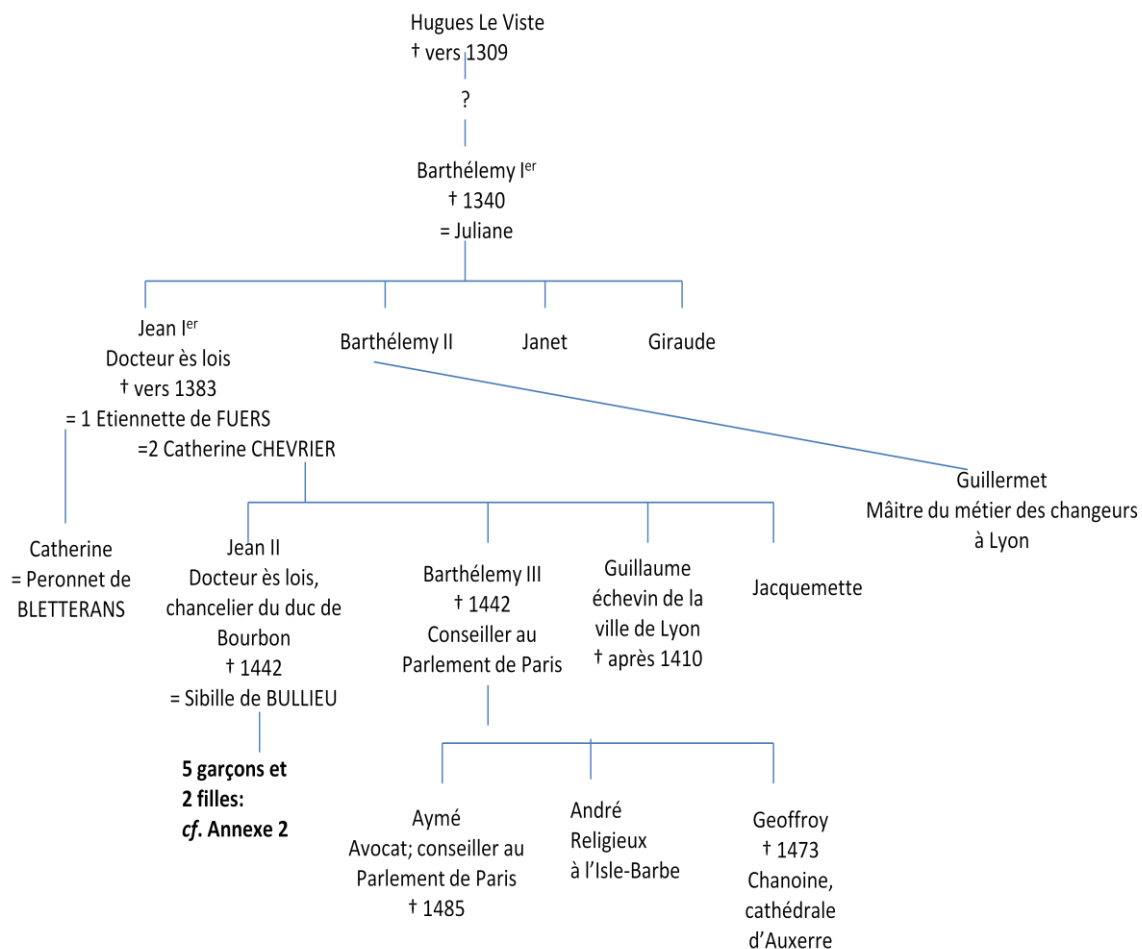 Hugues Le Viste
† vers 1309
?
Barthélemy Ier
† 1340
= Juliane
Jean Ier
Docteur ès lois
† vers 1383
= 1 Etiennette de FUERS
=2 Catherine CHEVRIER
Barthélemy II
Janet
Giraude
Guillermet
Mâitre du métier des changeurs
à Lyon
Catherine
= Peronnet de
BLETTERANS
Jean II
Docteur ès lois,
chancelier du duc de
Bourbon
† 1442
= Sibille de BULLIEU
Barthélemy III
† 1442
Conseiller au
Parlement de Paris
Guillaume
échevin de la
ville de Lyon
† après 1410
Jacquemette
5 garçons et
2 filles:
cf. Annexe 2
Aymé
Avocat; conseiller au
Parlement de Paris
† 1485
André
Religieux
à l’Isle-Barbe
Geoffroy
† 1473
Chanoine,
cathédrale
d’Auxerre